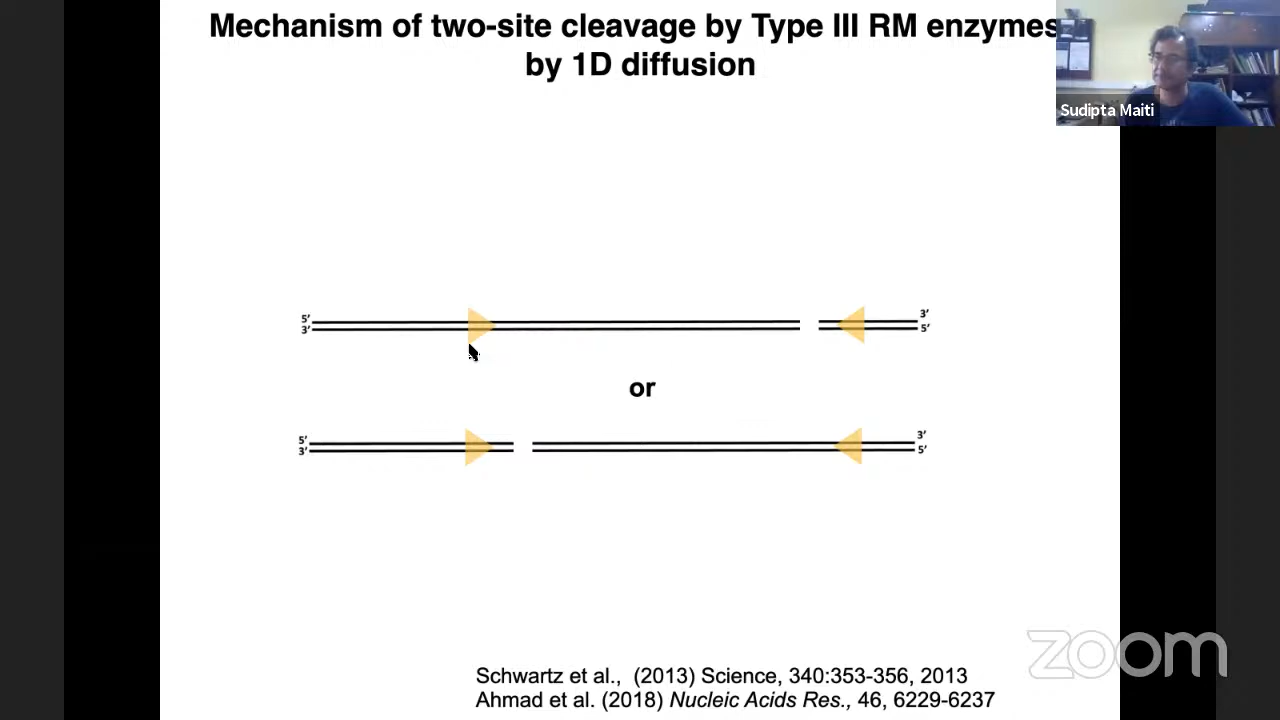 Mechanism of two-site cleavage by Type III RM enzymes
by 1D diffusion
Sudipta Maiti
5’
3’
3’
5’
or
5’
3’
3’
5’
Schwartz et al., (2013) Science, 340:353-356, 2013
Ahmad et al. (2018) Nucleic Acids Res., 46, 6229-6237
zoom